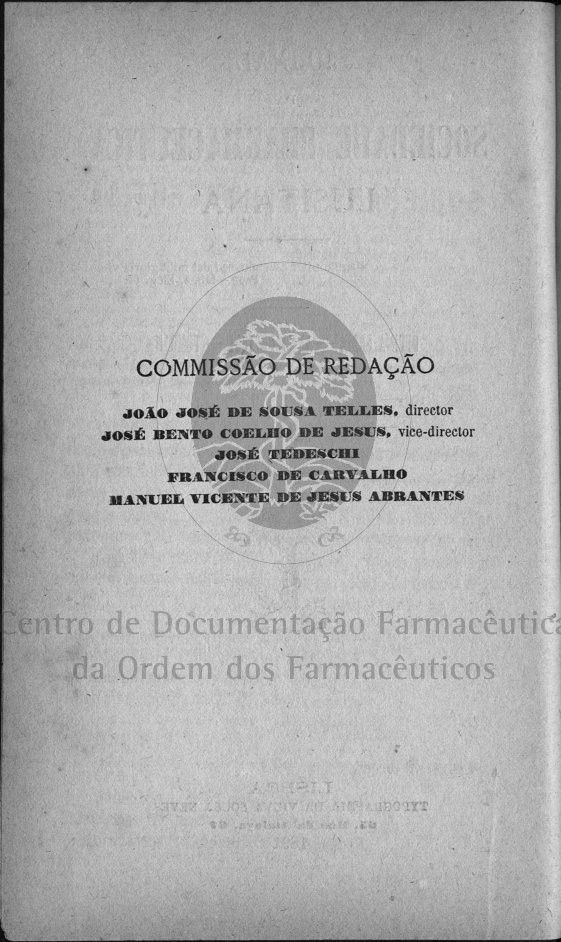 COMMISSÃO DE REDAÇÃO
JOÃO JOSÉ DE SOUSA TELLES, director
JOSÉ BENTO COELHO DE JESUS, vice-director
JOSÉ TEDESCHI
FRANCISCO DE CARVALHO
MANUEL VICENTE DE JESUS ABRANTES
Centro de Documentação Farmacêutica
da Ordem dos Farmacêuticos